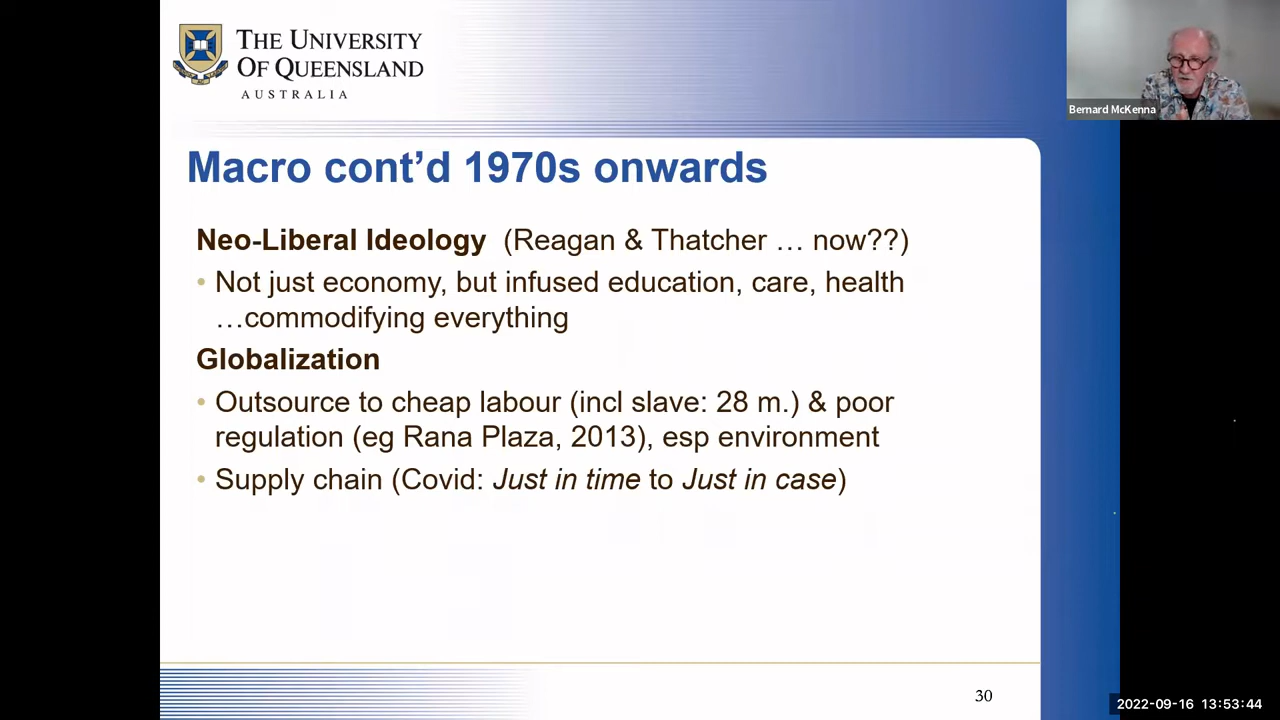 THE UNIVERSITY
OF QUEENSLAND
AUSTRALIA
Bernard McKenna
Macro cont’d 1970s onwards
Neo-Liberal Ideology (Reagan & Thatcher … now??)
• Not just economy, but infused education, care, health
…commodifying everything
Globalization
• Outsource to cheap labour (incl slave: 28 m.) & poor
regulation (eg Rana Plaza, 2013), esp environment
• Supply chain (Covid: Just in time to Just in case)
30
2022-09-16 13:53:44